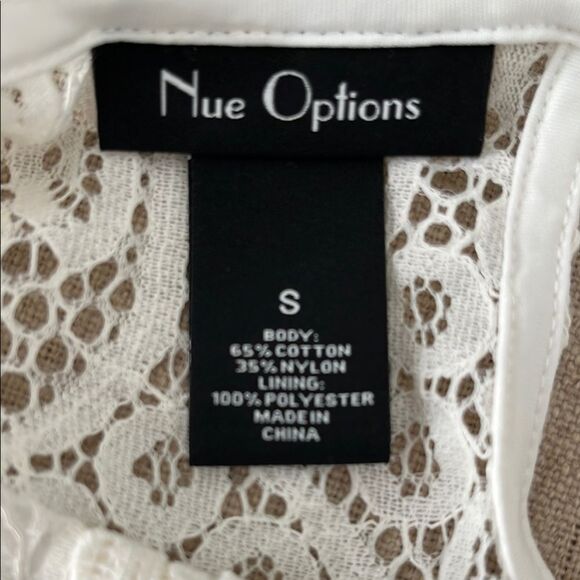 Nue Options
S
BODY:
65% COTTON
35% NYLON
LINING:
100% POLYESTER
MADE IN
CHINA